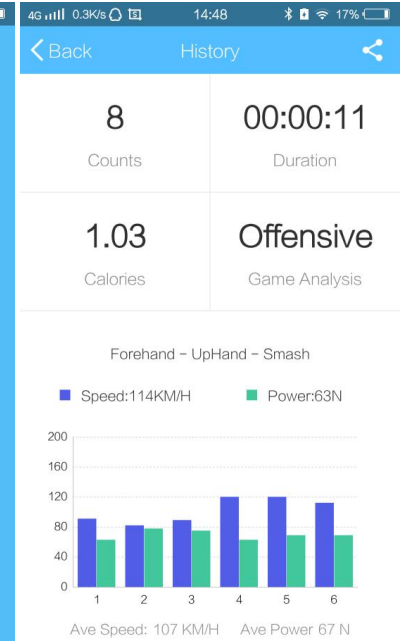 4G 0.3K/s 14:48 17%
Back History
8 00:00:11
Counts Duration
1.03 Offensive
Calories Game Analysis
Forehand - UpHand - Smash
Speed:114KM/H Power:63N
200
160
120
80
40
0
1 2 3 4 5 6
Ave Speed: 107 KM/H Ave Power 67 N